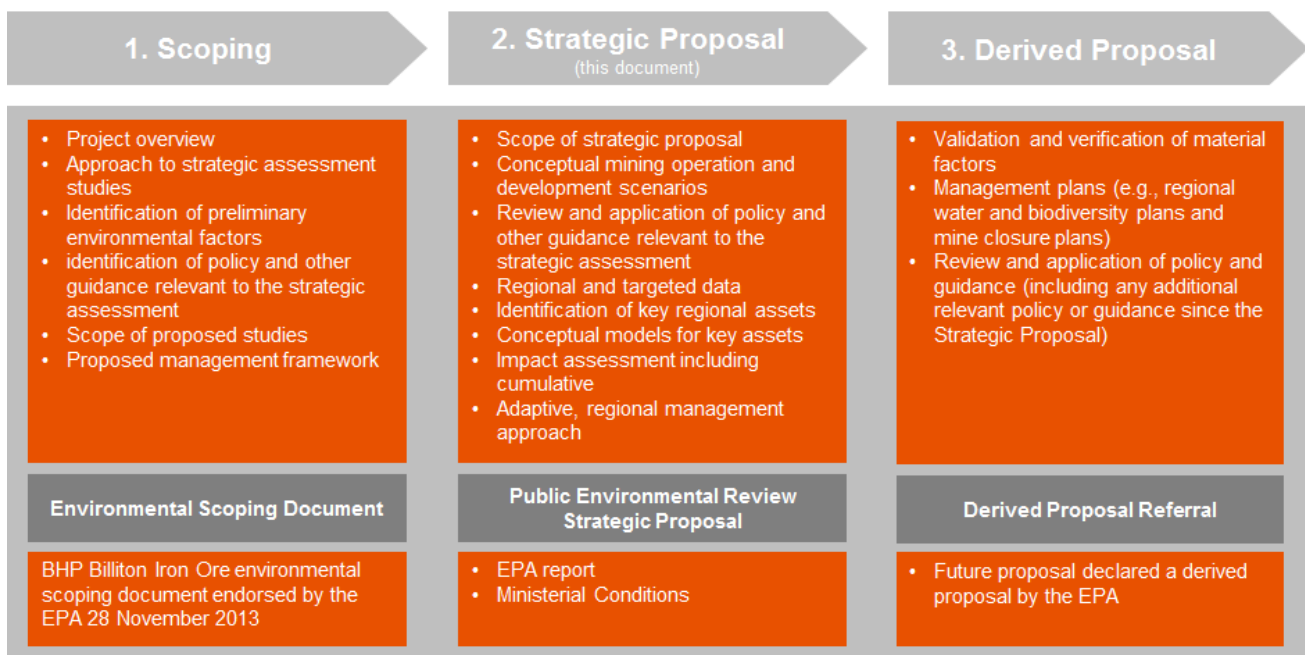 1. Scoping
2. Strategic Proposal
(this document)
3. Derived Proposal
• Project overview
• Approach to strategic assessment
studies
• Identification of preliminary
environmental factors
• identification of policy and other
guidance relevant to the strategic
assessment
• Scope of proposed studies
• Proposed management framework
• Scope of strategic proposal
• Conceptual mining operation and
development scenarios
• Review and application of policy and
other guidance relevant to the
strategic assessment
• Regional and targeted data
• Identification of key regional assets
• Conceptual models for key assets
• Impact assessment including
cumulative
• Adaptive, regional management
approach
• Validation and verification of material
factors
• Management plans (e.g., regional
water and biodiversity plans and
mine closure plans)
• Review and application of policy and
guidance (including any additional
relevant policy or guidance since the
Strategic Proposal)
Environmental Scoping Document
Public Environmental Review
Strategic Proposal
Derived Proposal Referral
BHP Billiton Iron Ore environmental
scoping document endorsed by the
EPA 28 November 2013
• EPA report
• Ministerial Conditions
• Future proposal declared a derived
proposal by the EPA